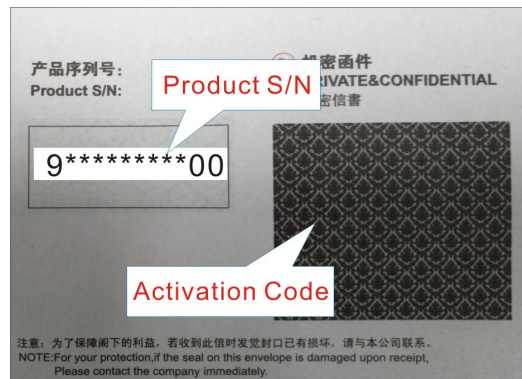 产品序列号:
Product S/N:
Product S/N
密函件
RIVATE&CONFIDENTIAL
密信書
9*********00
Activation Code
注意: 为了保障阁下的利益，若收到此信时发觉封口已有损坏，请与本公司联系。
NOTE:For your protection,if the seal on this envelope is damaged upon receipt,
Please contact the company immediately.